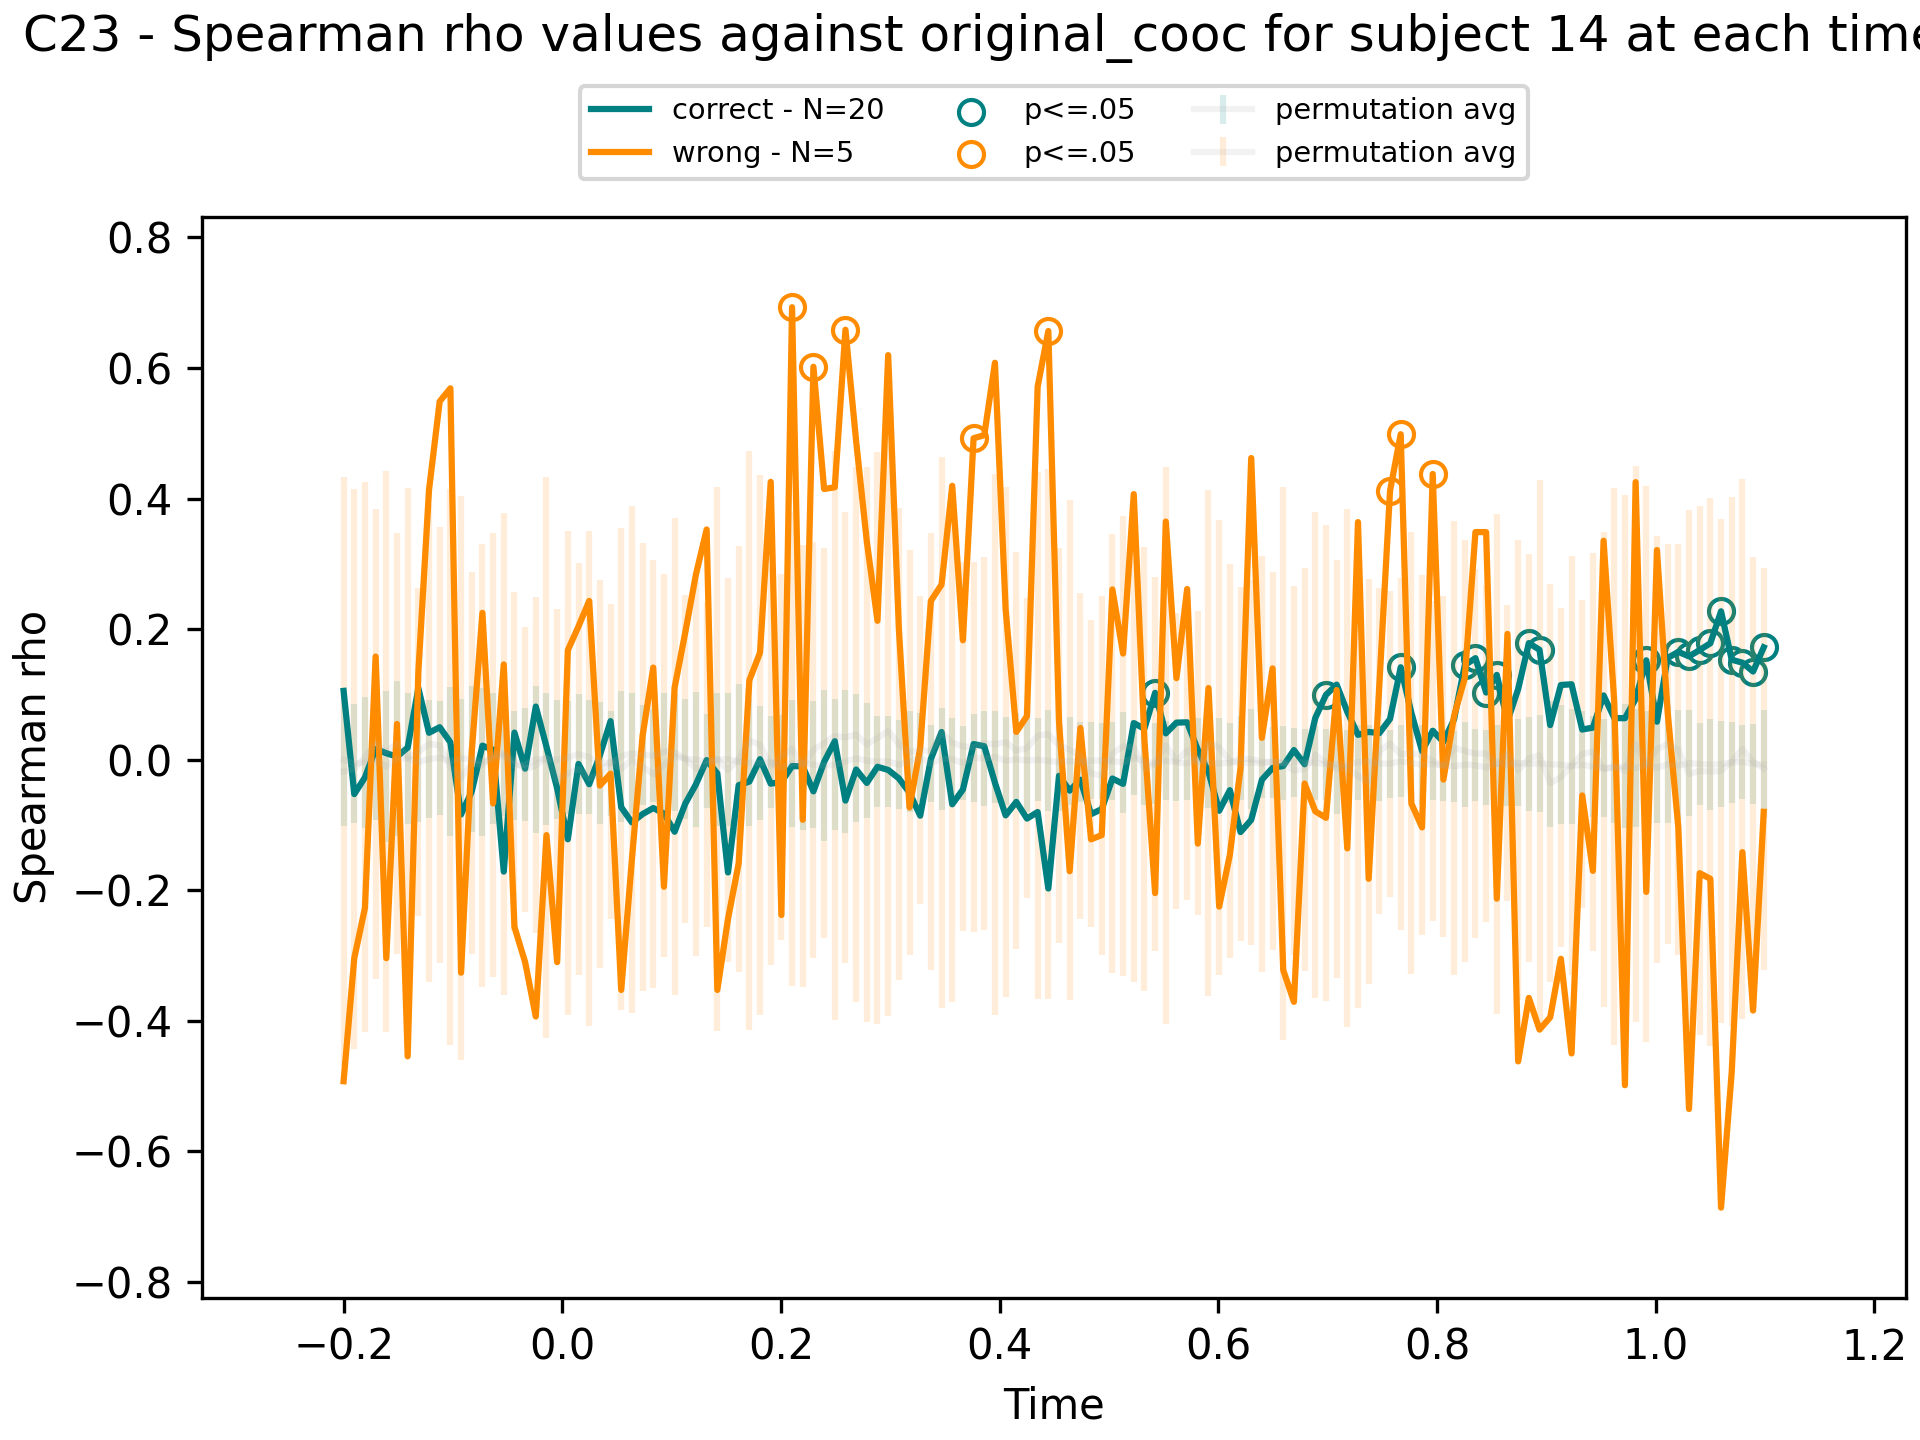 C23 - Spearman rho values against original_cooc for subject 14 at each time
correct - N=20
wrong - N=5
p<=.05
p<=.05
permutation avg
permutation avg
Spearman rho
0.8
0.6
0.4
0.2
0.0
−0.2
−0.4
−0.6
−0.8
−0.2 0.0 0.2 0.4 0.6 0.8 1.0 1.2
Time